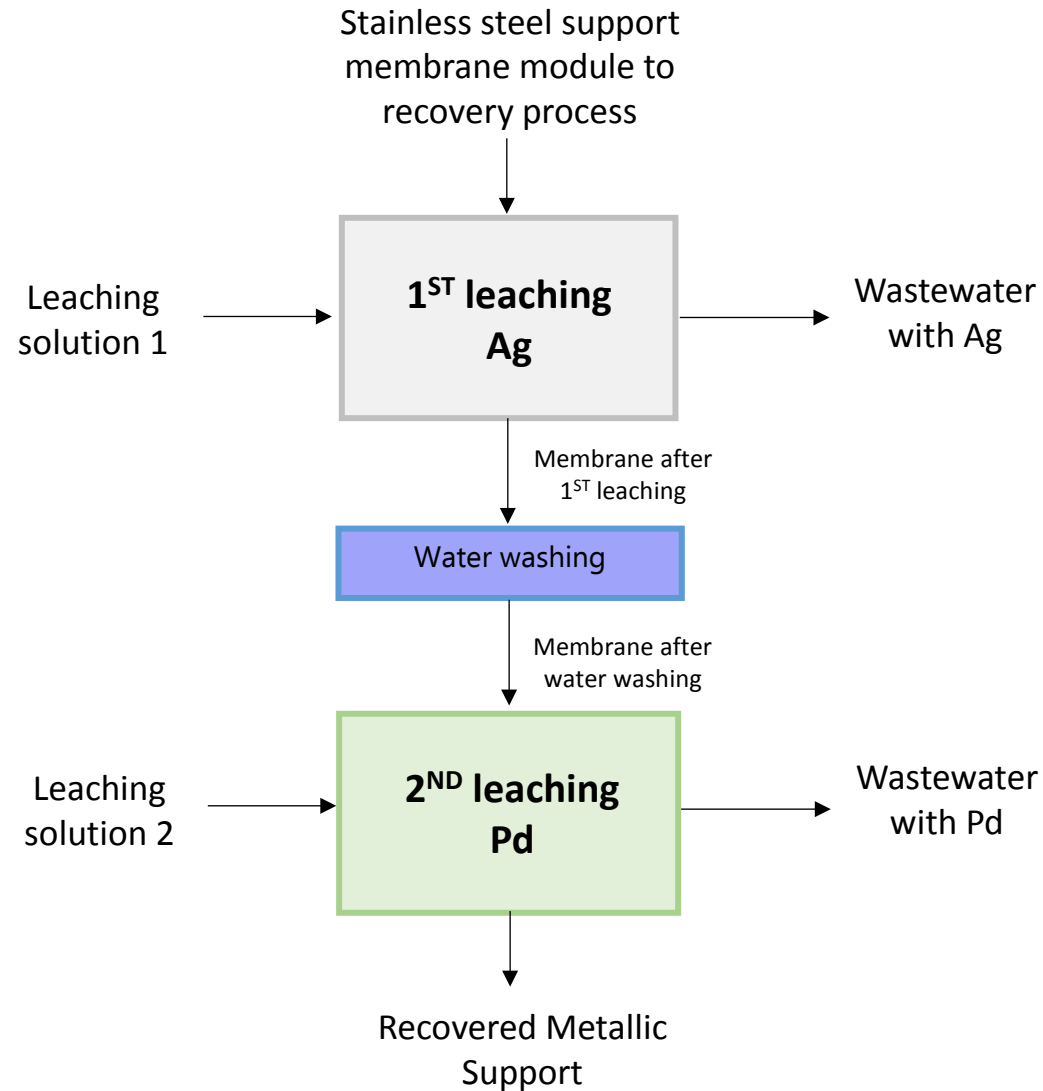 Stainless steel support
membrane module to
recovery process
Leaching
solution 1
1ST leaching
Ag
Wastewater
with Ag
Membrane after
1ST leaching
Water washing
Membrane after
water washing
Leaching
solution 2
2ND leaching
Pd
Wastewater
with Pd
Recovered Metallic
Support